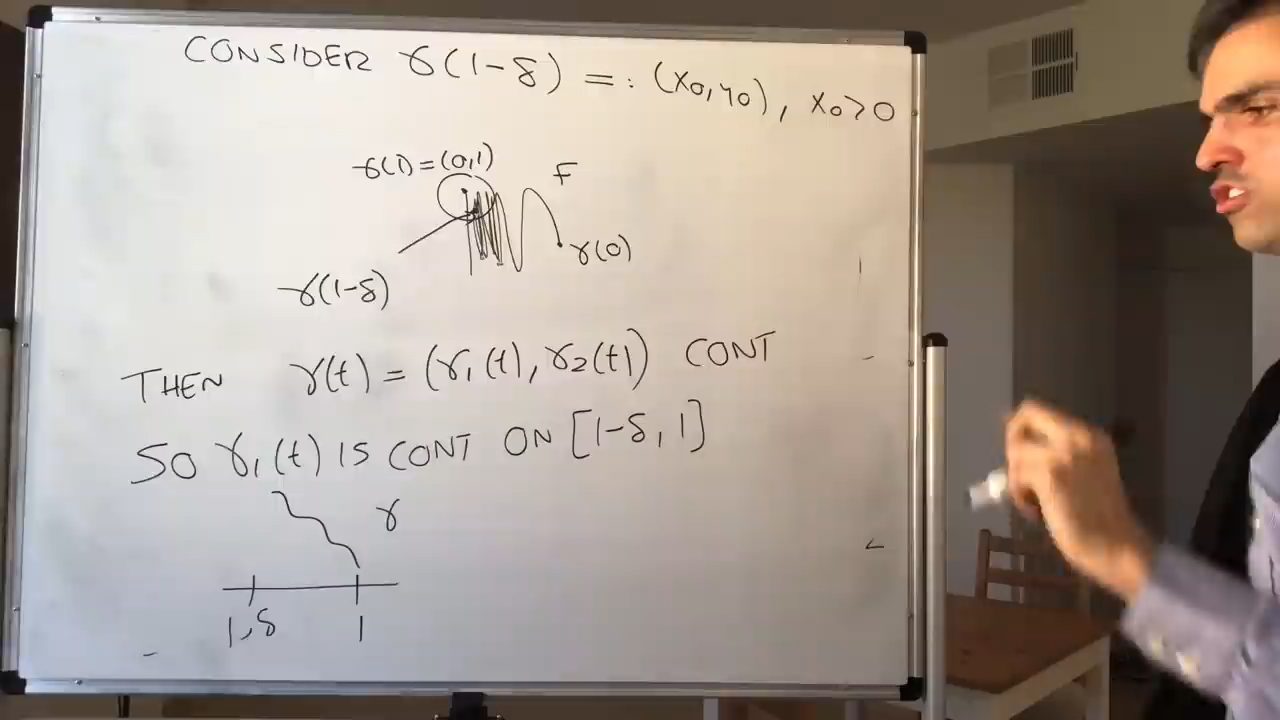 CONSIDER γ(1-δ) =: (x0, y0), x0>0
γ(1) = (0,1)
F
γ(0)
γ(1-δ)
THEN γ(t) = (γ1(t), γ2(t)) CONT
SO γ1(t) IS CONT ON [1-δ, 1]
γ
1-δ 1